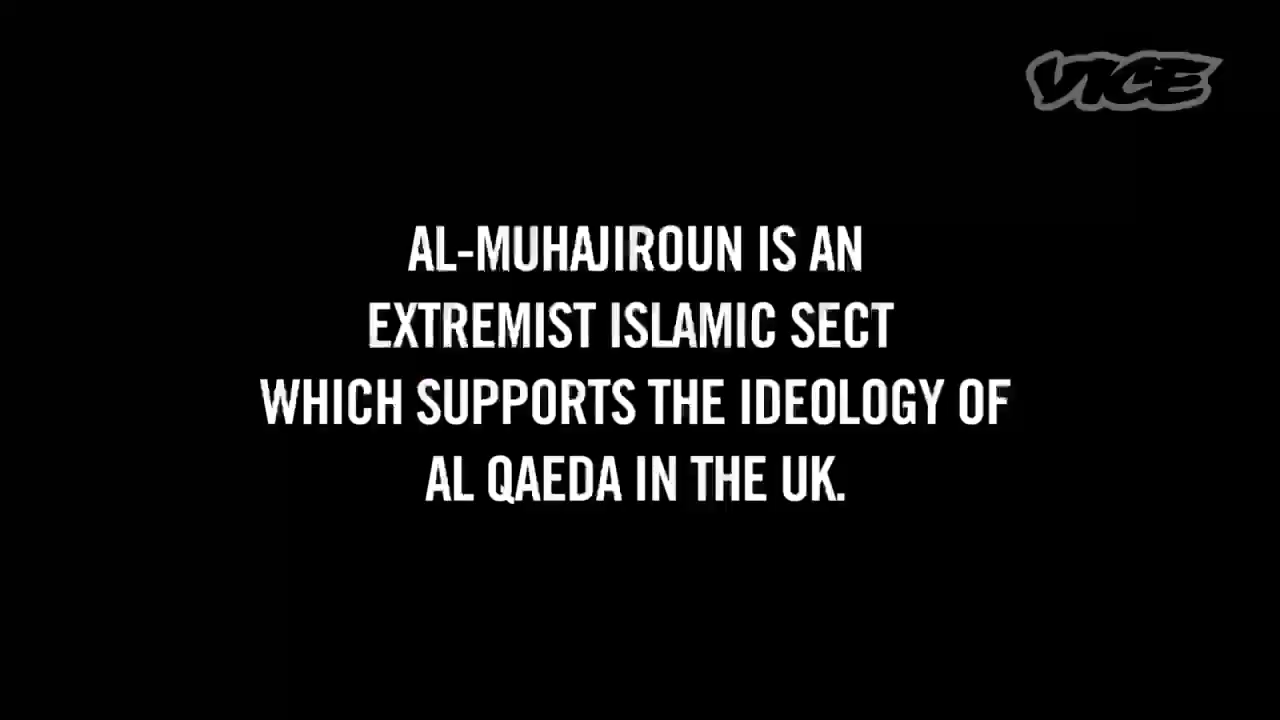 VICE
AL-MUHAJIROUN IS AN
EXTREMIST ISLAMIC SECT
WHICH SUPPORTS THE IDEOLOGY OF
AL QAEDA IN THE UK.